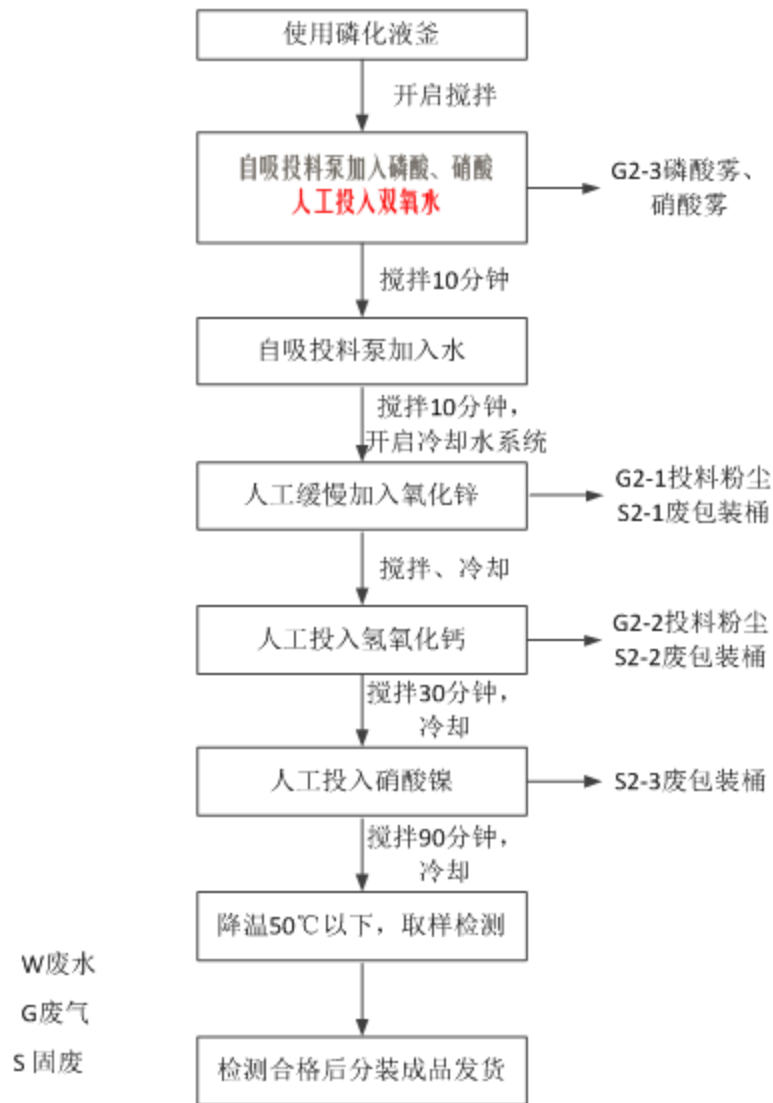 使用磷化液釜
开启搅拌
自吸投料泵加入磷酸、硝酸
人工投入双氧水
G2-3磷酸雾、
硝酸雾
搅拌10分钟
自吸投料泵加入水
搅拌10分钟，
开启冷却水系统
人工缓慢加入氧化锌
G2-1投料粉尘
S2-1废包装桶
搅拌、冷却
人工投入氢氧化钙
G2-2投料粉尘
S2-2废包装桶
搅拌30分钟，
冷却
人工投入硝酸镍
S2-3废包装桶
搅拌90分钟，
冷却
降温50℃以下，取样检测
W废水
G废气
S 固废
检测合格后分装成品发货